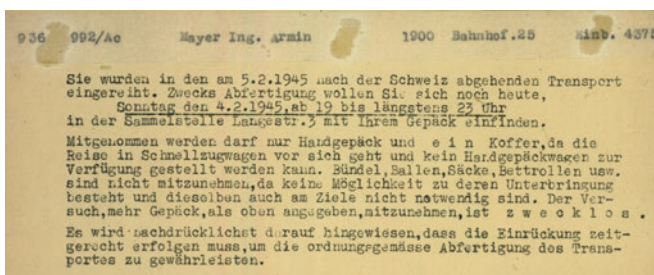 936 992/Ac Mayer Ing. Armin 1900 Bahnhof.25 Einb. 4375
Sie wurden in den am 5.2.1945 nach der Schweiz abgehenden Transport
eingereiht. Zwecks Abfertigung wollen Sie sich noch heute,
Sonntag den 4.2.1945,ab 19 bis längstens 23 Uhr
in der Sammelstelle Langestr.3 mit Ihrem Gepäck einfinden.
Mitgenommen werden darf nur Handgepäck und e i n Koffer,da die
Reise in Schnellzugwagen vor sich geht und kein Handgepäckwagen zur
Verfügung gestellt werden kann. Bündel,Ballen,Säcke,Bettrollen usw.
sind nicht mitzunehmen,da keine Möglichkeit zu deren Unterbringung
besteht und dieselben auch am Ziele nicht notwendig sind. Der Ver-
such,mehr Gepäck,als oben angegeben,mitzunehmen,ist z w e c k l o s .
Es wird nachdrücklichst darauf hingewiesen,dass die Einrückung zeit-
gerecht erfolgen muss,um die ordnungsgemässe Abfertigung des Trans-
portes zu gewährleisten.